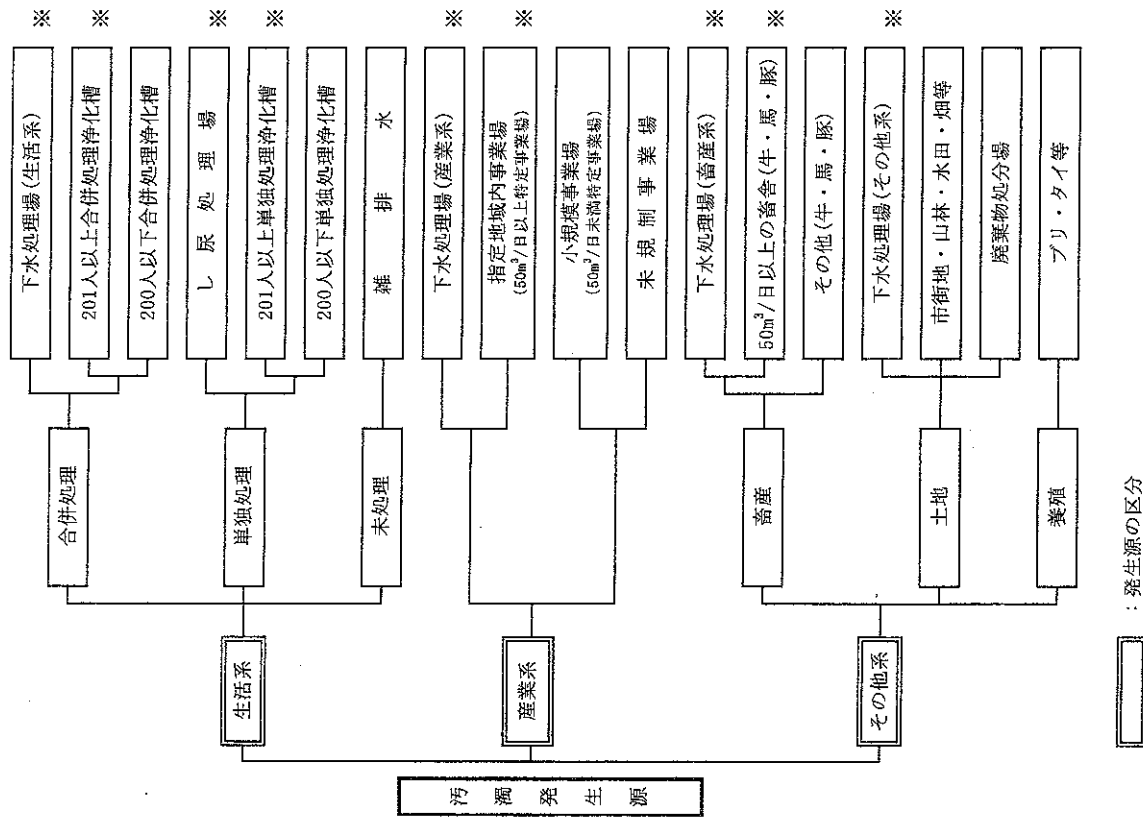 汚濁発生源
生活系
合併処理
下水処理場(生活系) ※
201人以上合併処理浄化槽 ※
200人以下合併処理浄化槽
単独処理
し尿処理場 ※
201人以上単独処理浄化槽 ※
200人以下単独処理浄化槽
未処理
雑排水
産業系
下水処理場(産業系) ※
指定地域内事業場 ※
(50m³/日以上特定事業場)
小規模事業場
(50m³/日未満特定事業場)
未規制事業場
その他系
畜産
下水処理場(畜産系) ※
50m³/日以上の畜舎(牛・馬・豚) ※
その他(牛・馬・豚)
土地
下水処理場(その他系) ※
市街地・山林・水田・畑等
廃棄物処分場
養殖
ブリ・タイ等
:発生源の区分